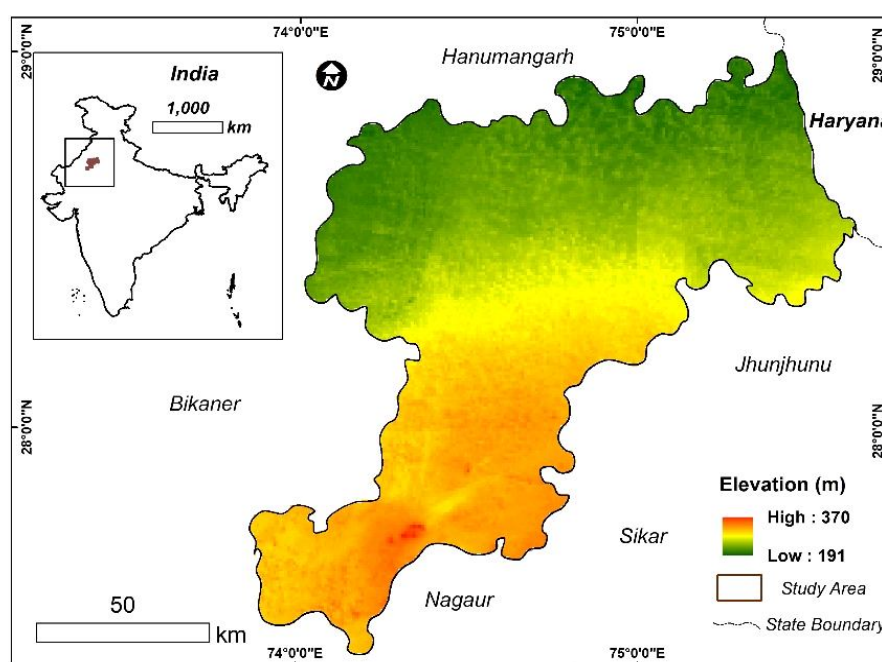 74°0'0"E
75°0'0"E
29°0'0"N
29°0'0"N
India
1,000
km
N
Hanumangarh
Haryana
Bikaner
Jhunjhunu
28°0'0"N
28°0'0"N
Elevation (m)
High : 370
Low : 191
Sikar
Study Area
Nagaur
State Boundary
50
km
74°0'0"E
75°0'0"E